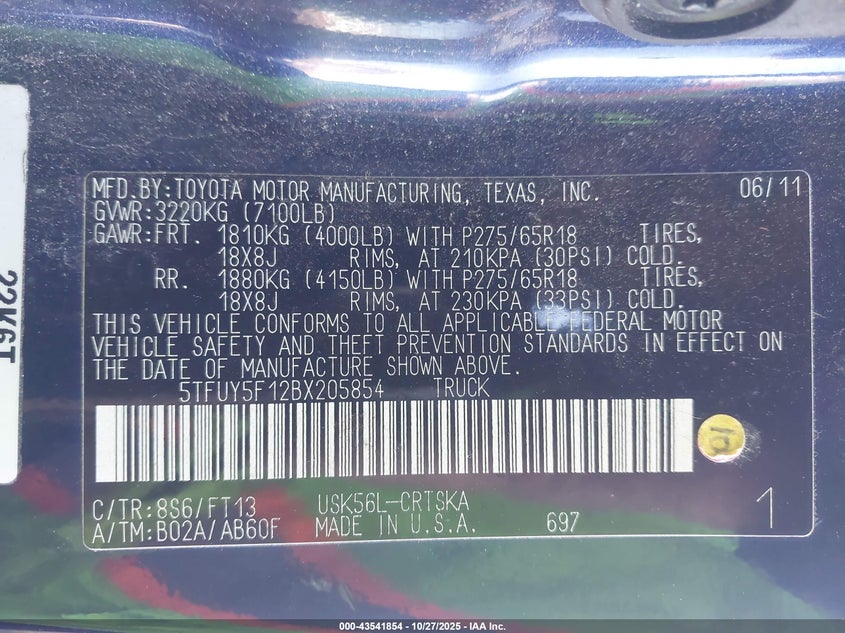 MFD.BY:TOYOTA MOTOR MANUFACTURING, TEXAS, INC. 06/11
GVWR:3220KG (7100LB)
GAWR:FRT. 1810KG (4000LB) WITH P275/65R18 TIRES,
18X8J RIMS, AT 210KPA (30PSI) COLD.
RR. 1880KG (4150LB) WITH P275/65R18 TIRES,
18X8J RIMS, AT 230KPA (33PSI) COLD.
THIS VEHICLE CONFORMS TO ALL APPLICABLE FEDERAL MOTOR
VEHICLE SAFETY AND THEFT PREVENTION STANDARDS IN EFFECT ON
THE DATE OF MANUFACTURE SHOWN ABOVE.
5TFUY5F12BX205854 TRUCK
C/TR:8S6/FT13 USK56L-CRTSKA
A/TM:B02A/AB60F MADE IN U.S.A. 697 1
22K6T
000-43541854 - 10/27/2025 - IAA Inc.